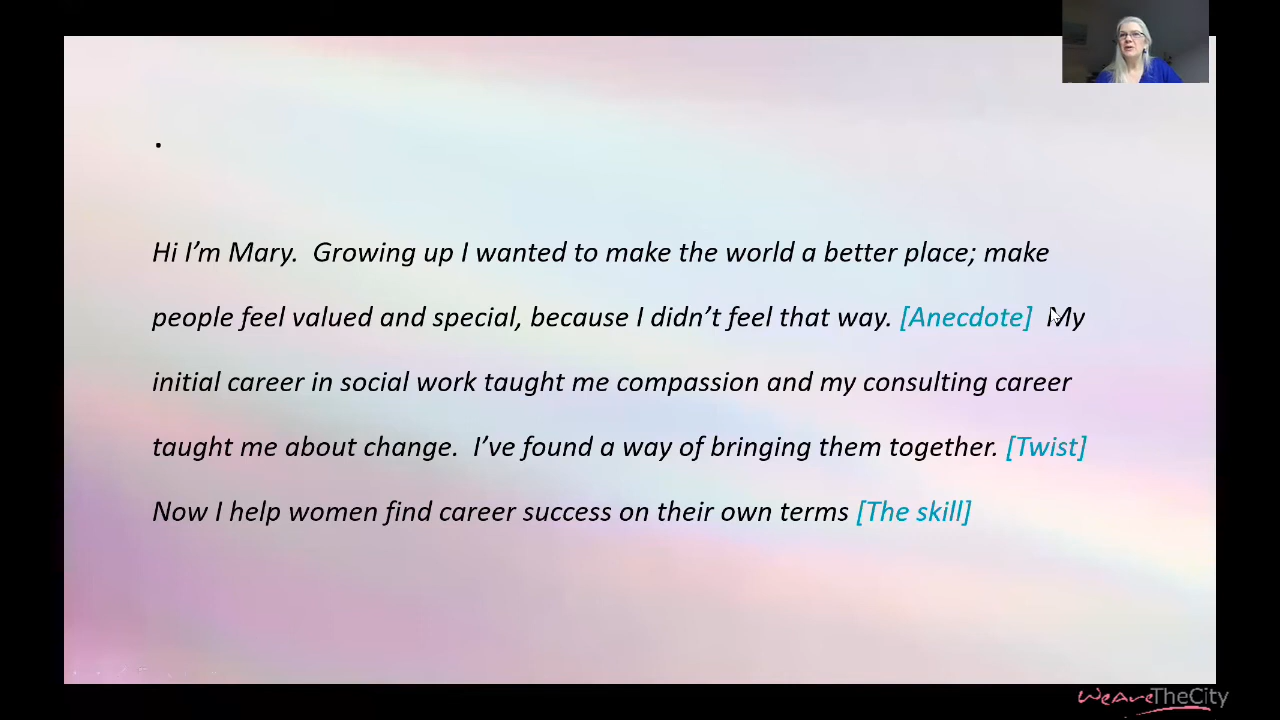 .
Hi I’m Mary.  Growing up I wanted to make the world a better place; make
people feel valued and special, because I didn’t feel that way. [Anecdote]  My
initial career in social work taught me compassion and my consulting career
taught me about change.  I’ve found a way of bringing them together. [Twist]
Now I help women find career success on their own terms [The skill]
WeAreTheCity